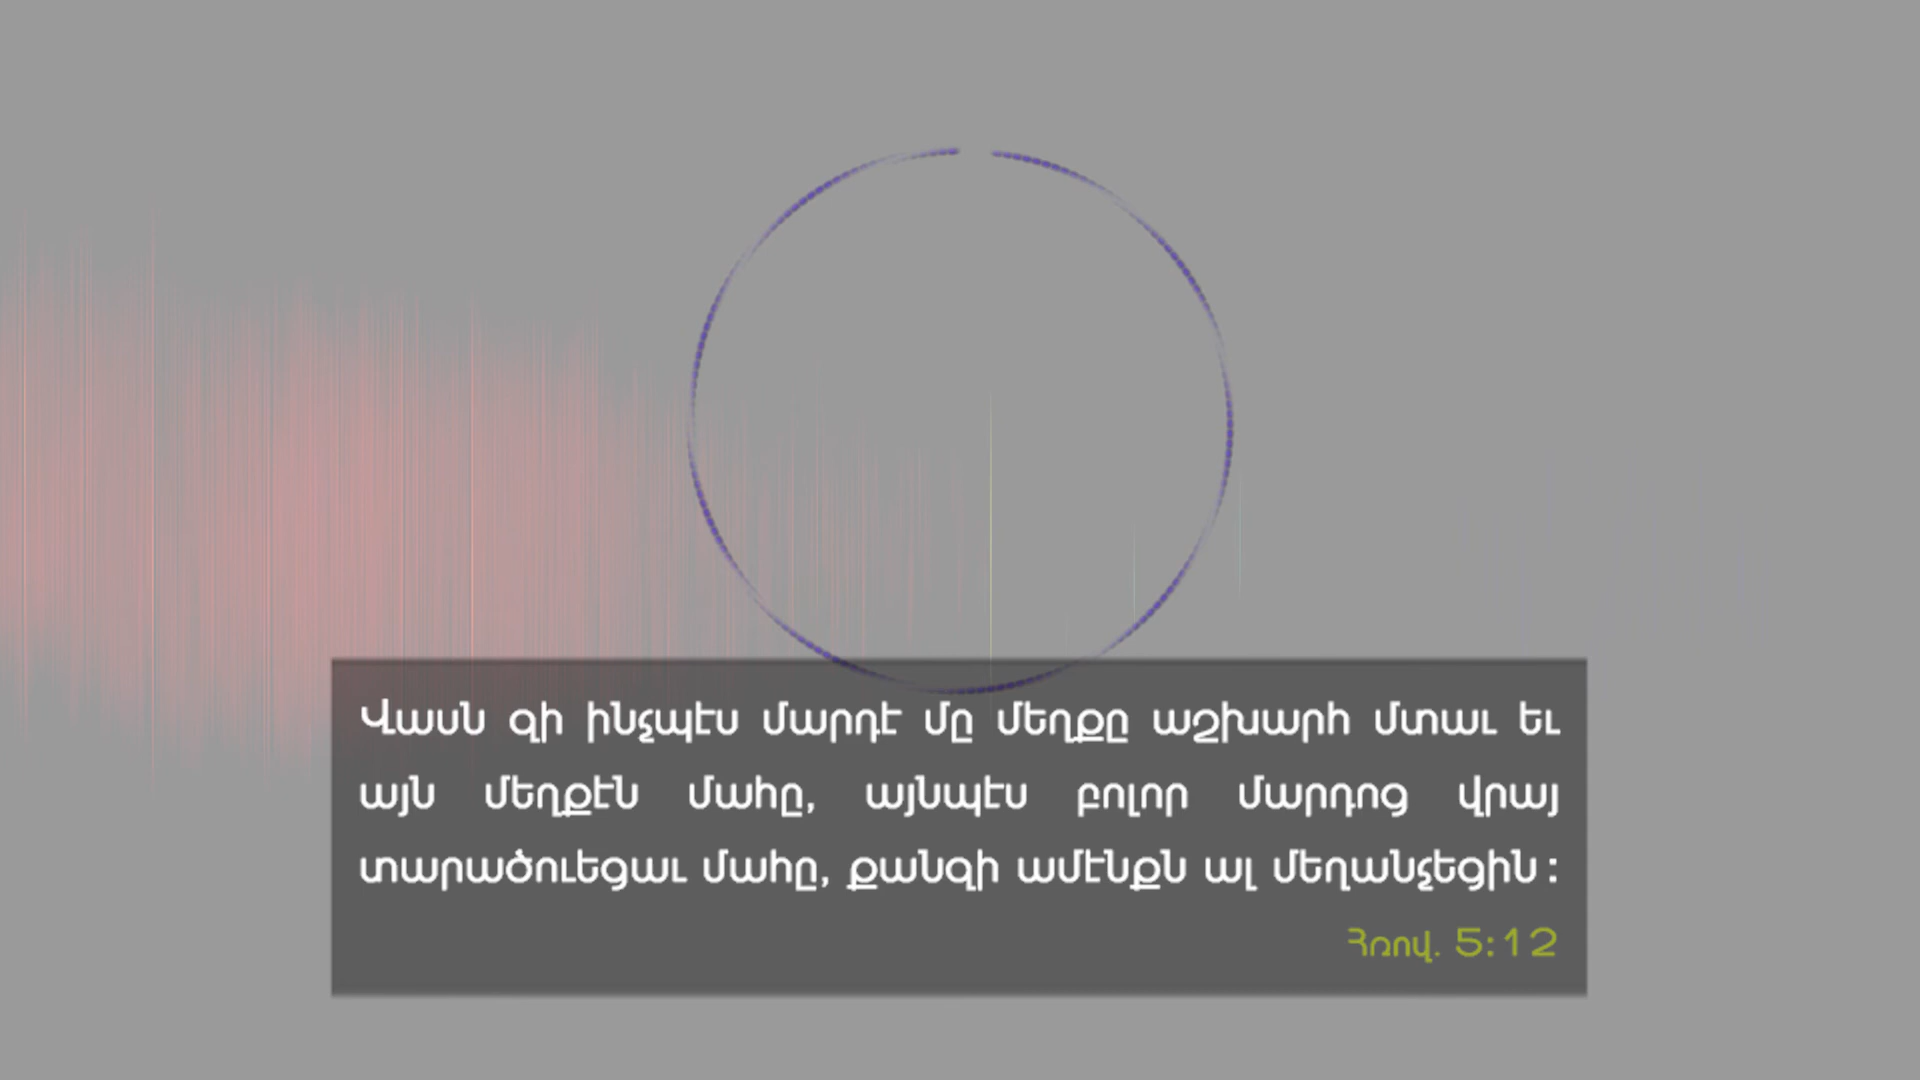 Վասն զի ինչպէս մարդէ մը մեղքը աշխարհ մտաւ եւ
այն մեղքէն մահը, այնպէս բոլոր մարդոց վրայ
տարածուեցաւ մահը, քանզի ամէնքն ալ մեղանչեցին :
Հռով. 5:12